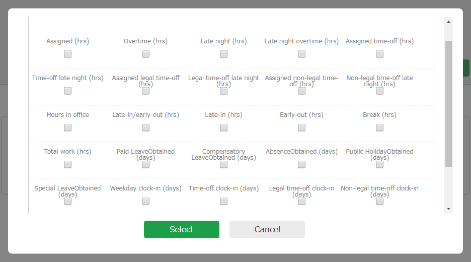 Assigned (hrs) Overtime (hrs) Late night (hrs) Late night overtime (hrs) Assigned time-off (hrs)
Time-off late night (hrs) Assigned legal time-off (hrs) Legal time-off late night (hrs) Assigned non-legal time-off (hrs) Non-legal time-off late night (hrs)
Hours in office Late-in/early-out (hrs) Late-in (hrs) Early-out (hrs) Break (hrs)
Total work (hrs) Paid LeaveObtained (days) Compensatory LeaveObtained (days) AbsenceObtained (days) Public HolidayObtained (days)
Special LeaveObtained (days) Weekday clock-in (days) Time-off clock-in (days) Legal time-off clock-in (days) Non-legal time-off clock-in (days)
Select Cancel